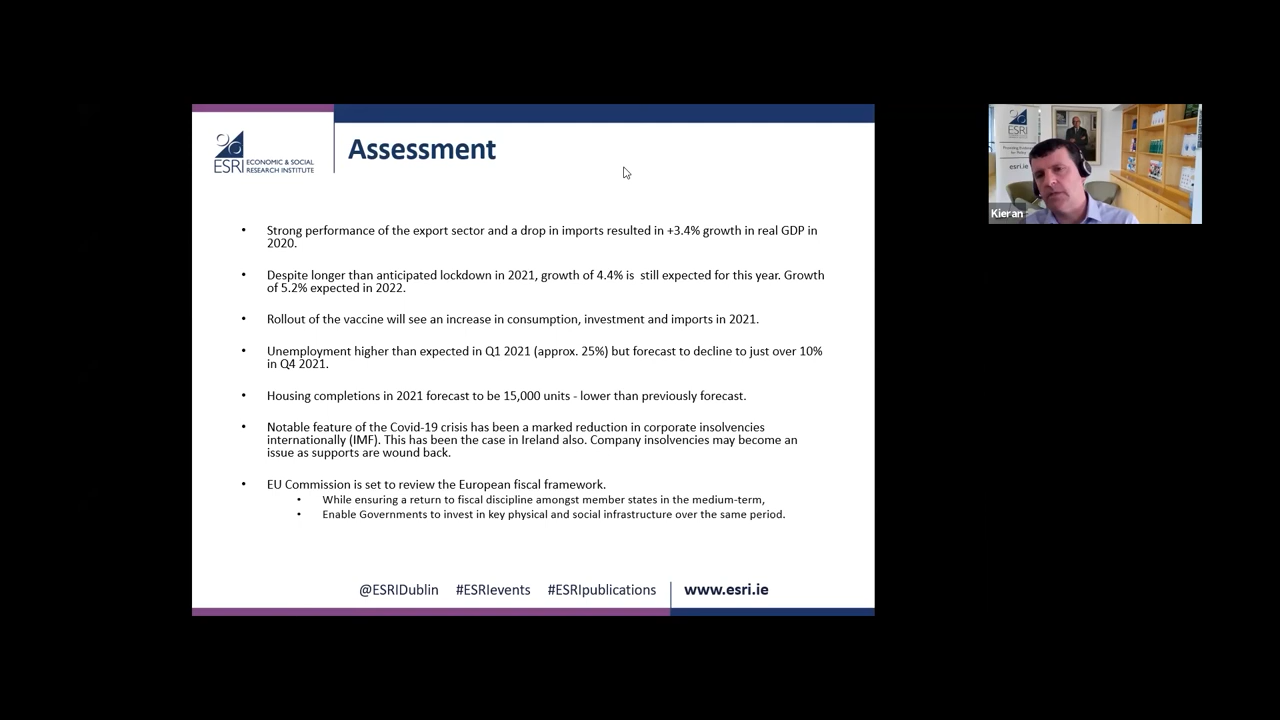 ESRI ECONOMIC & SOCIAL
RESEARCH INSTITUTE
Assessment
• Strong performance of the export sector and a drop in imports resulted in +3.4% growth in real GDP in
2020.
• Despite longer than anticipated lockdown in 2021, growth of 4.4% is still expected for this year. Growth
of 5.2% expected in 2022.
• Rollout of the vaccine will see an increase in consumption, investment and imports in 2021.
• Unemployment higher than expected in Q1 2021 (approx. 25%) but forecast to decline to just over 10%
in Q4 2021.
• Housing completions in 2021 forecast to be 15,000 units - lower than previously forecast.
• Notable feature of the Covid-19 crisis has been a marked reduction in corporate insolvencies
internationally (IMF). This has been the case in Ireland also. Company insolvencies may become an
issue as supports are wound back.
• EU Commission is set to review the European fiscal framework.
• While ensuring a return to fiscal discipline amongst member states in the medium-term,
• Enable Governments to invest in key physical and social infrastructure over the same period.
@ESRIDublin #ESRIevents #ESRIpublications www.esri.ie
ESRI
esri.ie
Kieran